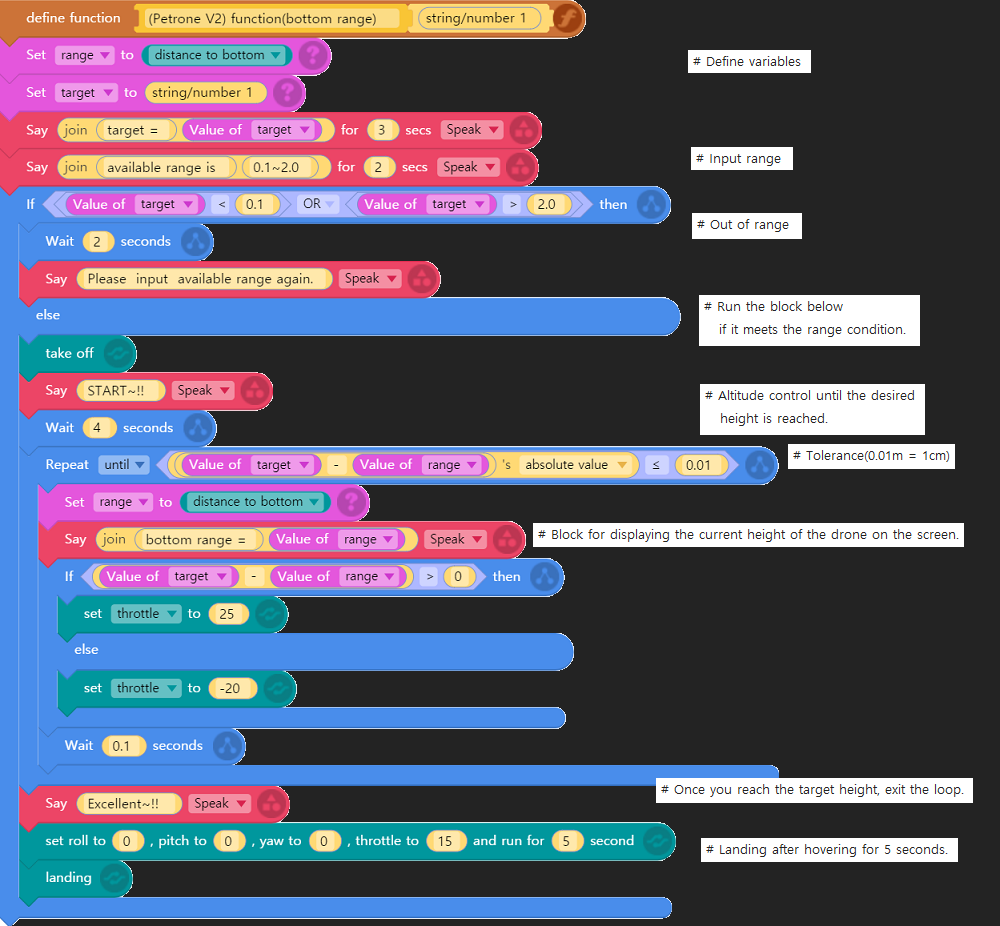 define function (Petrone V2) function(bottom range) string/number 1
Set range to distance to bottom ?
# Define variables
Set target to string/number 1 ?
Say join target = Value of target for 3 secs Speak
Say join available range is 0.1~2.0 for 2 secs Speak
# Input range
If Value of target < 0.1 OR Value of target > 2.0 then
# Out of range
Wait 2 seconds
Say Please input available range again. Speak
else
# Run the block below
if it meets the range condition.
take off
Say START~!! Speak
# Altitude control until the desired
height is reached.
Wait 4 seconds
Repeat until Value of target - Value of range 's absolute value ≤ 0.01
# Tolerance(0.01m = 1cm)
Set range to distance to bottom ?
Say join bottom range = Value of range Speak
# Block for displaying the current height of the drone on the screen.
If Value of target - Value of range > 0 then
set throttle to 25
else
set throttle to -20
Wait 0.1 seconds
# Once you reach the target height, exit the loop.
Say Excellent~!! Speak
set roll to 0 , pitch to 0 , yaw to 0 , throttle to 15 and run for 5 second
# Landing after hovering for 5 seconds.
landing